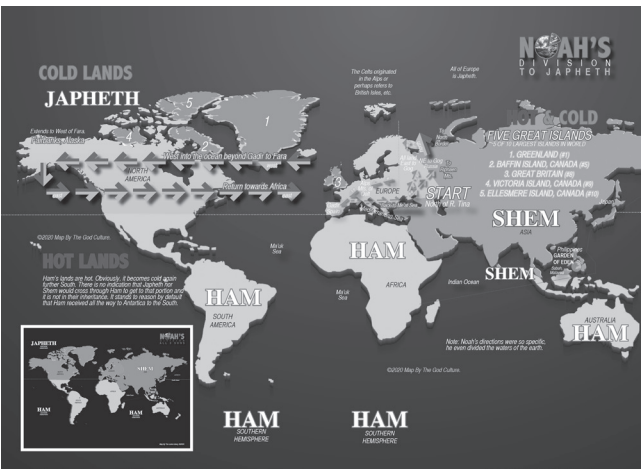 NOAH'S
DIVISION
TO JAPHETH
COLD LANDS
JAPHETH
The Celts originated
in the Alps or
perhaps refers to
British Isles, etc.
All of Europe
is Japheth.
HOT & COLD
FIVE GREAT ISLANDS
*5 OF 10 LARGEST ISLANDS IN WORLD
1. GREENLAND (#1)
2. BAFFIN ISLAND, CANADA (#5)
3. GREAT BRITAIN (#9)
4. VICTORIA ISLAND, CANADA (#8)
5. ELLESMERE ISLAND, CANADA (#10)
5
1
4
2
3
Extends to West of Fara.
West into the ocean beyond Gadir to Fara
NORTH
AMERICA
Return towards Africa
EUROPE
START
North of R. Tina
SHEM
ASIA
Japan
©2020 Map By The God Culture.
HOT LANDS
Ham's lands are hot. Obviously. It becomes cold again
further South. There is no indication that Japheth nor
Shem would cross through Ham to get to that portion and
it is not in their inheritance. It stands to reason by default
that Ham received all the way to Antartica to the South.
Ma'uk
Sea
HAM
AFRICA
Ma'uk
Sea
Indian Ocean
SHEM
Philippines
GARDEN
OF EDEN
HAM
SOUTH
AMERICA
AUSTRALIA
HAM
Note: Noah's directions were so specific,
he even divided the waters of the earth.
©2020 Map By The God Culture.
JAPHETH
NOAH'S
SHEM
HAM
HAM
HAM
SOUTHERN
HEMISPHERE
HAM
SOUTHERN
HEMISPHERE